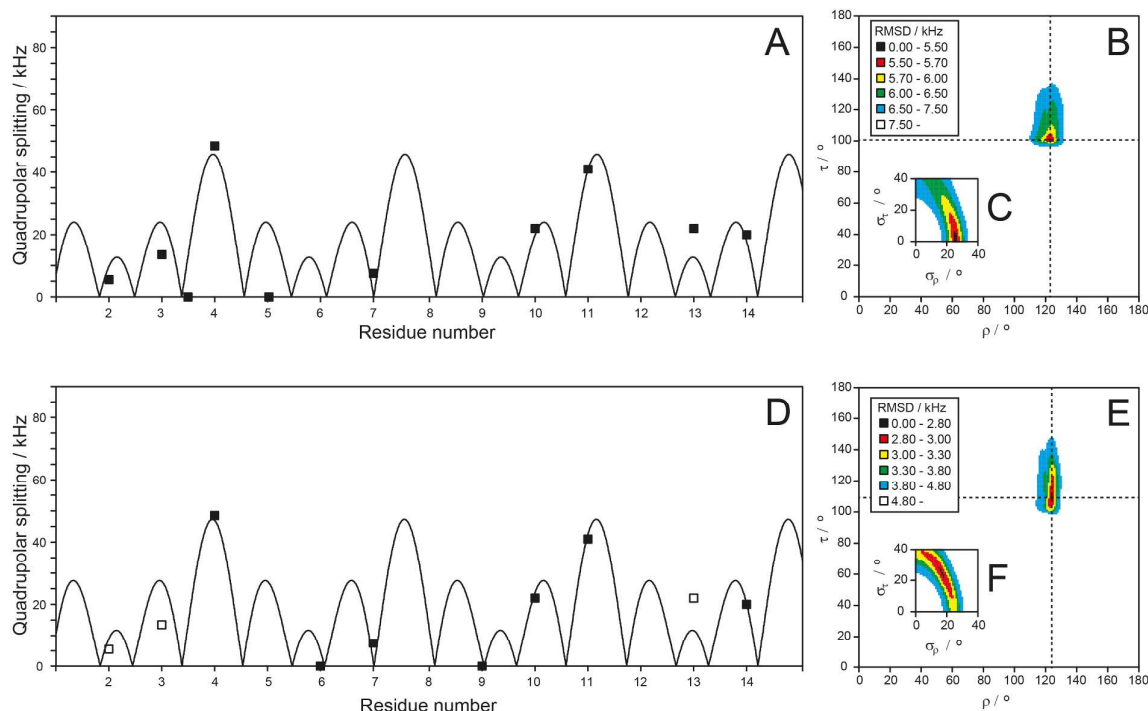 A
Quadrupolar splitting / kHz
80
60
40
20
0
2 3 4 5 6 7 8 9 10 11 12 13 14
Residue number
B
RMSD / kHz
0.00 - 5.50
5.50 - 5.70
5.70 - 6.00
6.00 - 6.50
6.50 - 7.50
7.50 -
τ / º
180
160
140
120
100
80
60
40
20
0
0 20 40 60 80 100 120 140 160 180
ρ / º
C
στ / º
40
20
0
0 20 40
σρ / º
D
Quadrupolar splitting / kHz
80
60
40
20
0
2 3 4 5 6 7 8 9 10 11 12 13 14
Residue number
E
RMSD / kHz
0.00 - 2.80
2.80 - 3.00
3.00 - 3.30
3.30 - 3.80
3.80 - 4.80
4.80 -
τ / º
180
160
140
120
100
80
60
40
20
0
0 20 40 60 80 100 120 140 160 180
ρ / º
F
στ / º
40
20
0
0 20 40
σρ / º